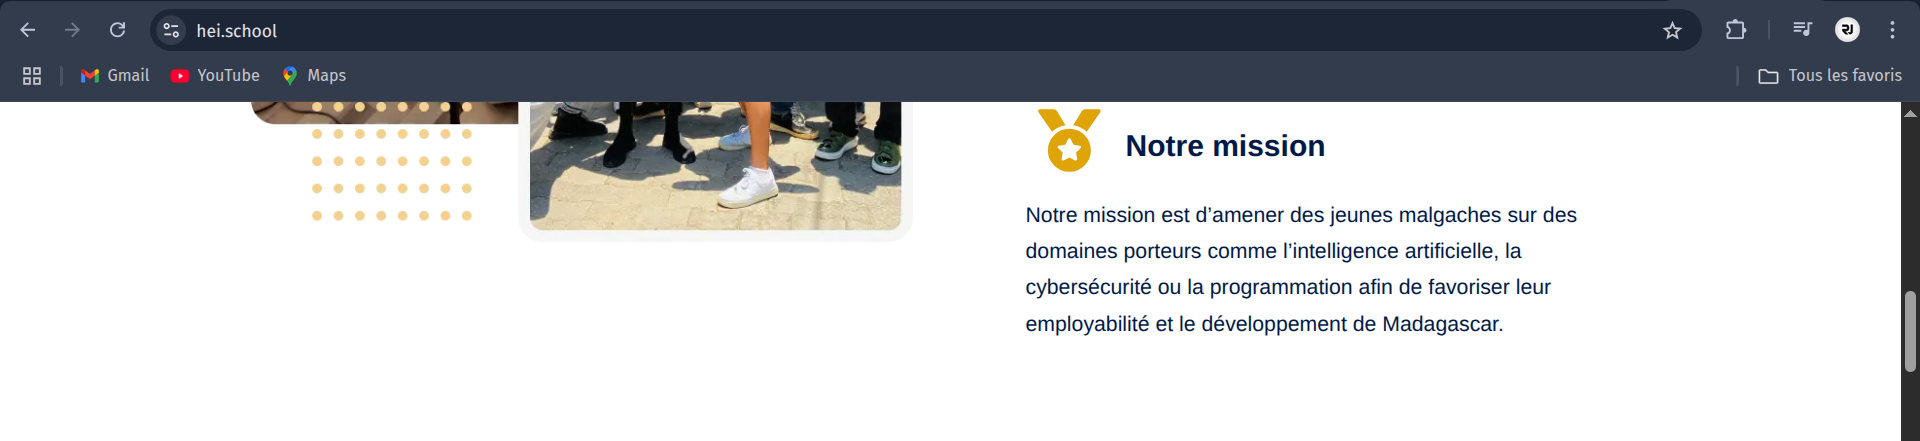 hei.school
Gmail YouTube Maps Tous les favoris
Notre mission
Notre mission est d’amener des jeunes malgaches sur des
domaines porteurs comme l’intelligence artificielle, la
cybersécurité ou la programmation afin de favoriser leur
employabilité et le développement de Madagascar.